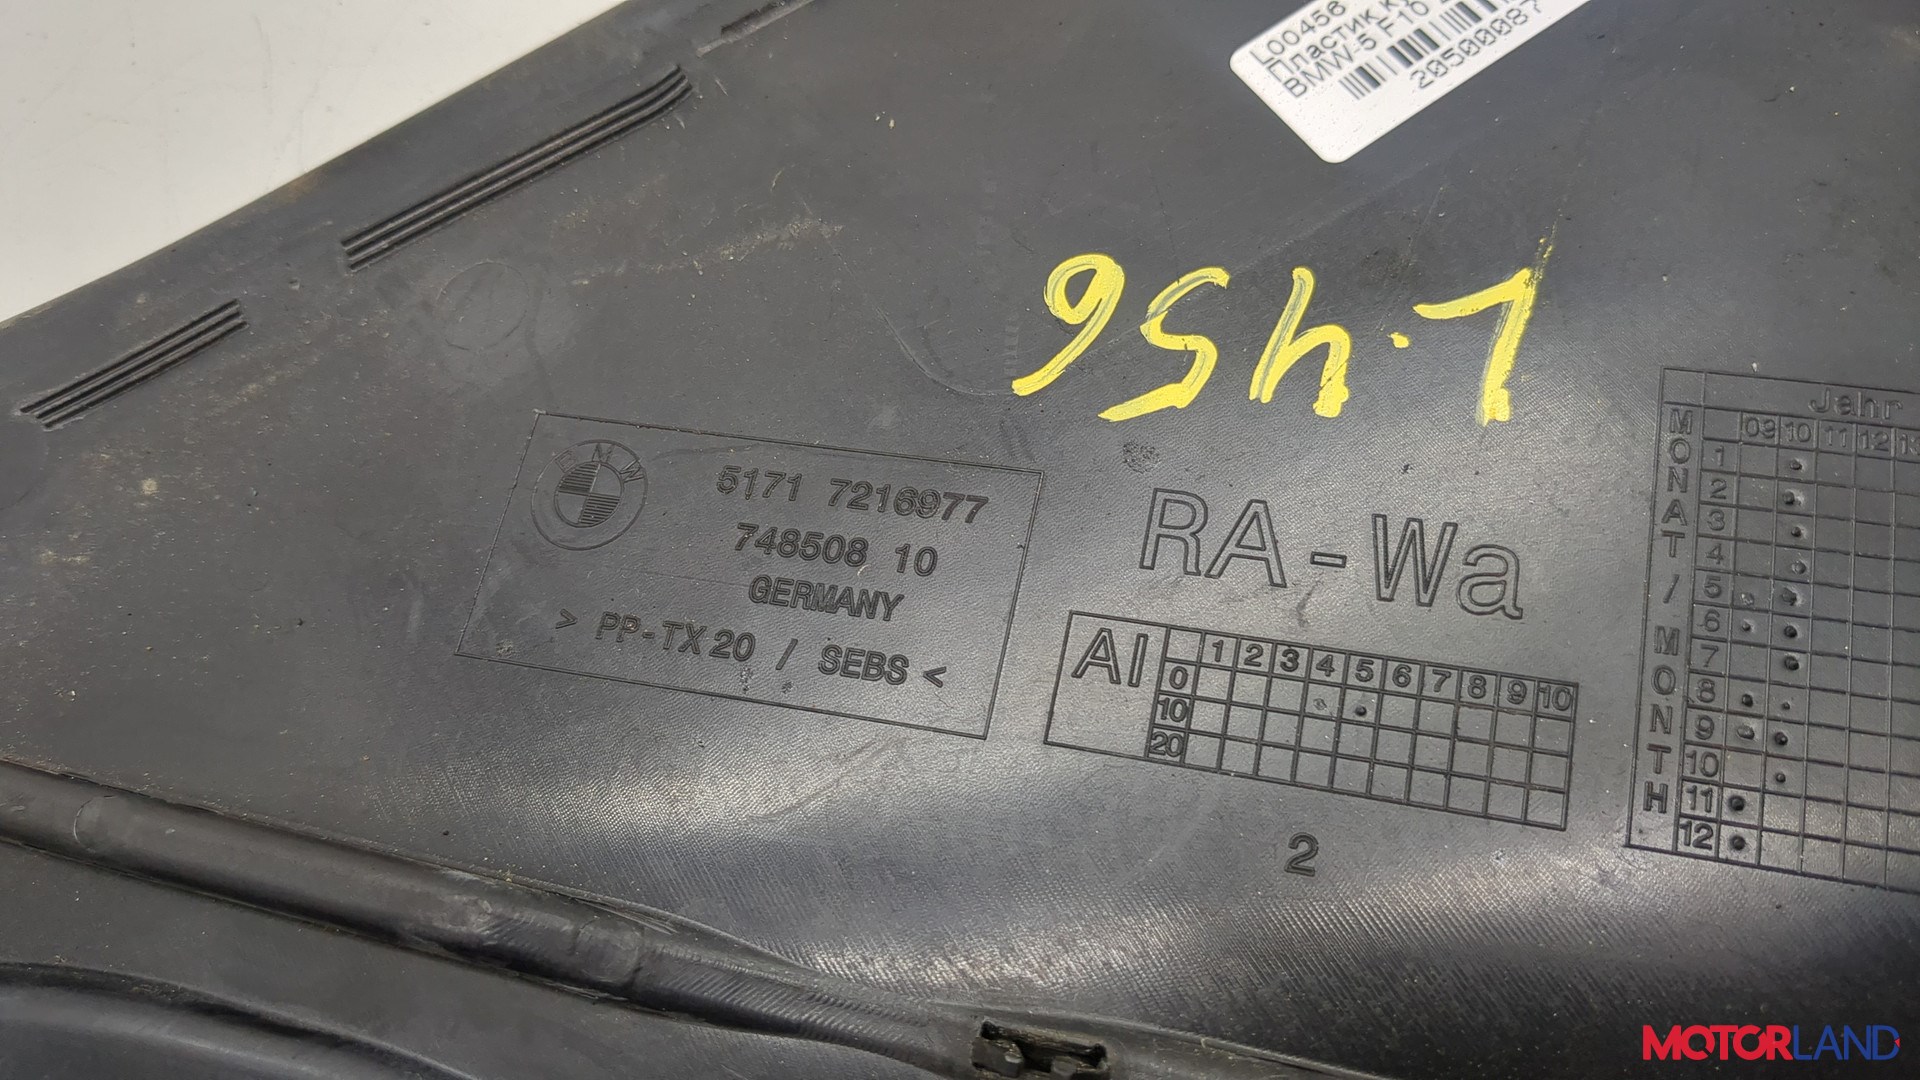 L00456
Пластик
BMW-5 F10
20500087
L.456
BMW
5171 7216977
748508 10
GERMANY
> PP-TX20 / SEBS <
RA-Wa
AI
1 2 3 4 5 6 7 8 9 10
0
10
20
2
Jahr
MONAT / MONTH
09 10 11 12
1
2
3
4
5
6
7
8
9
10
11
12
MOTORLAND